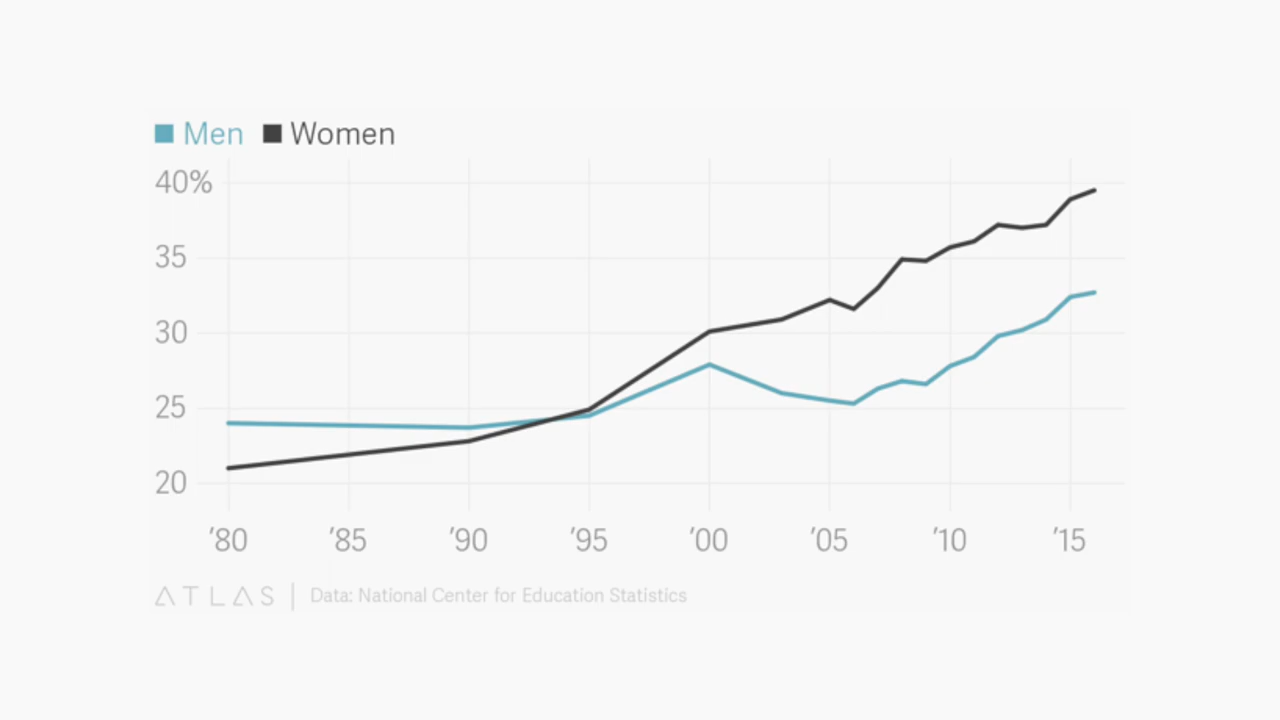 Men Women
40%
35
30
25
20
’80 ’85 ’90 ’95 ’00 ’05 ’10 ’15
ATLAS | Data: National Center for Education Statistics